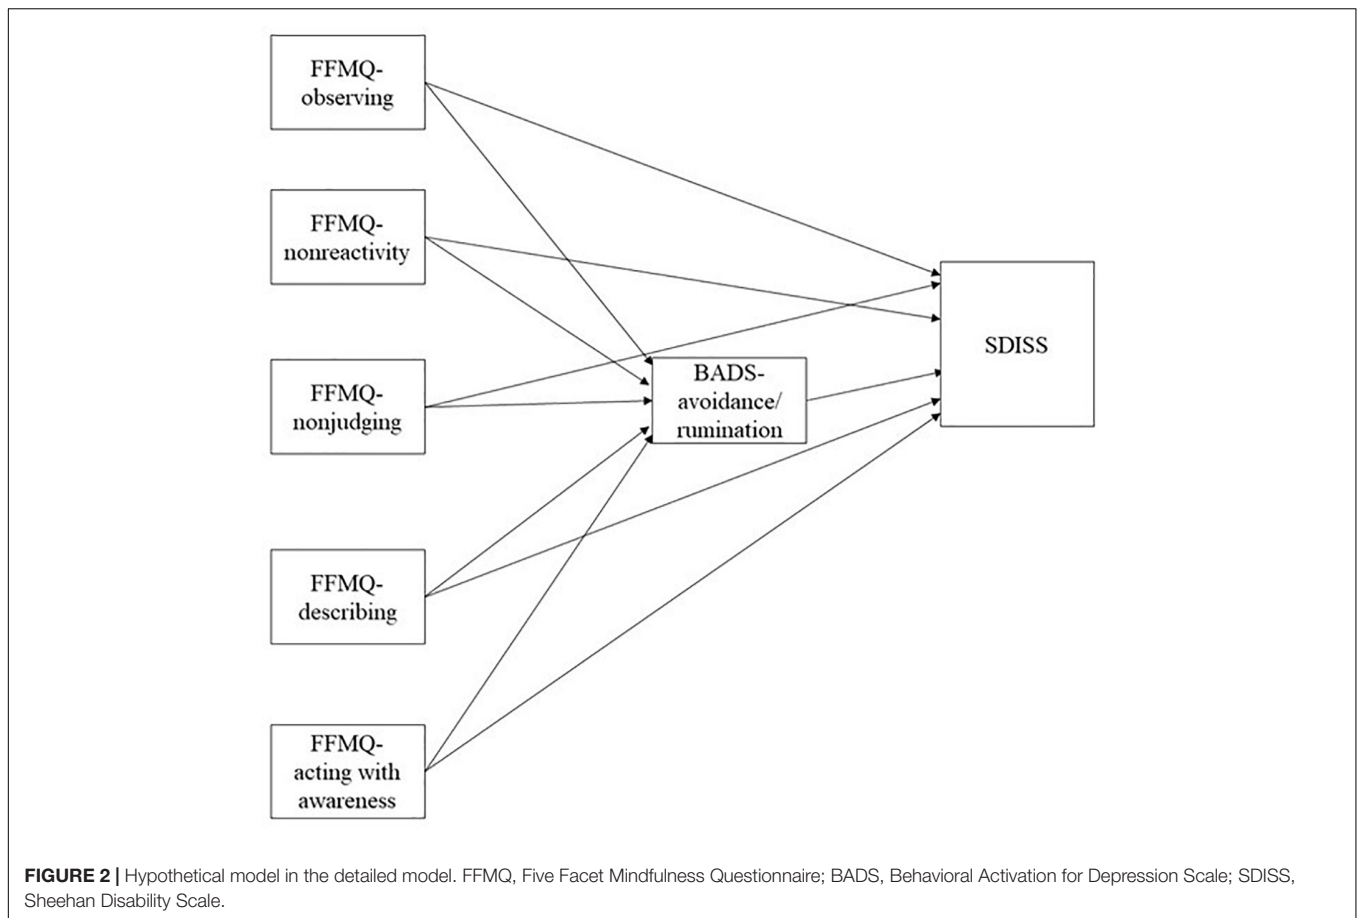 FFMQ-
observing
FFMQ-
nonreactivity
FFMQ-
nonjudging
BADS-
avoidance/
rumination
SDISS
FFMQ-
describing
FFMQ-
acting with
awareness
FIGURE 2 | Hypothetical model in the detailed model. FFMQ, Five Facet Mindfulness Questionnaire; BADS, Behavioral Activation for Depression Scale; SDISS,
Sheehan Disability Scale.